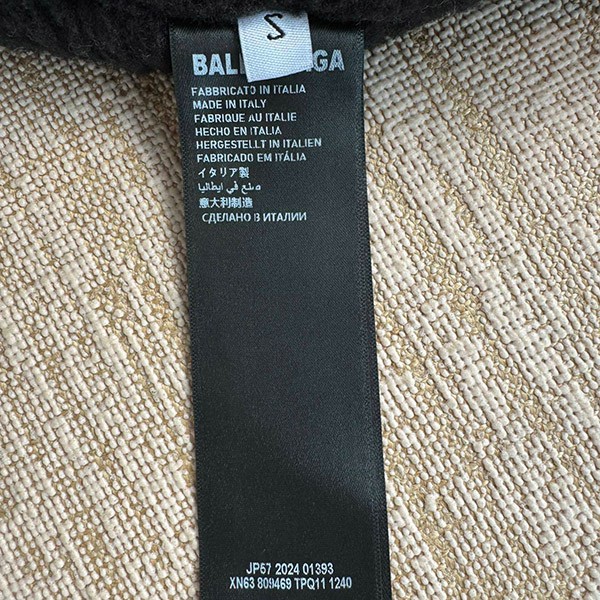 S
FABBRICATO IN ITALIA
MADE IN ITALY
FABRIQUE AU ITALIE
HECHO EN ITALIA
HERGESTELLT IN ITALIEN
FABRICADO EM ITÁLIA
イタリア製
صنع في ايطاليا
意大利制造
СДЕЛАНО В ИТАЛИИ
JP67 2024 01393
XN63 809469 TPQ11 1240